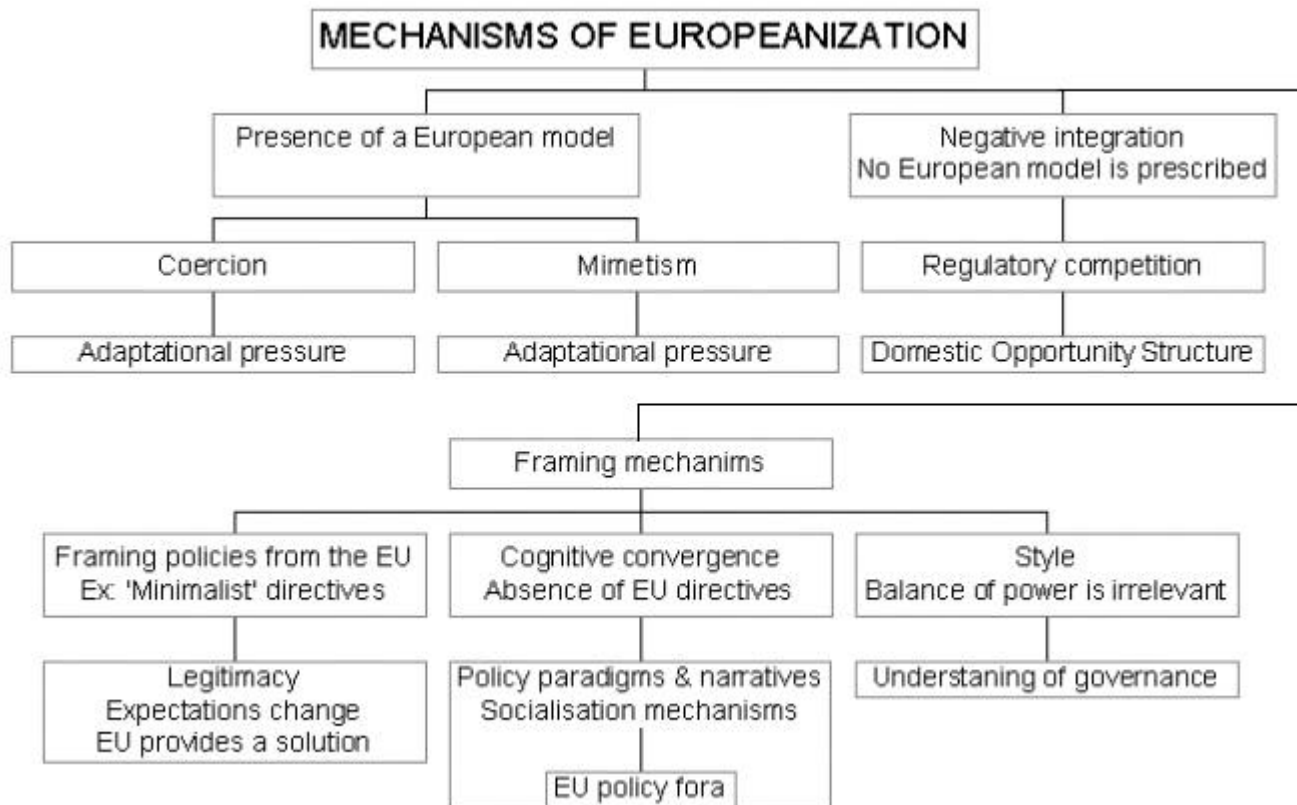 MECHANISMS OF EUROPEANIZATION
Presence of a European model
Negative integration
No European model is prescribed
Coercion
Mimetism
Regulatory competition
Adaptational pressure
Adaptational pressure
Domestic Opportunity Structure
Framing mechanims
Framing policies from the EU
Ex: 'Minimalist' directives
Cognitive convergence
Absence of EU directives
Style
Balance of power is irrelevant
Legitimacy
Expectations change
EU provides a solution
Policy paradigms & narratives
Socialisation mechanisms
EU policy fora
Understaning of governance